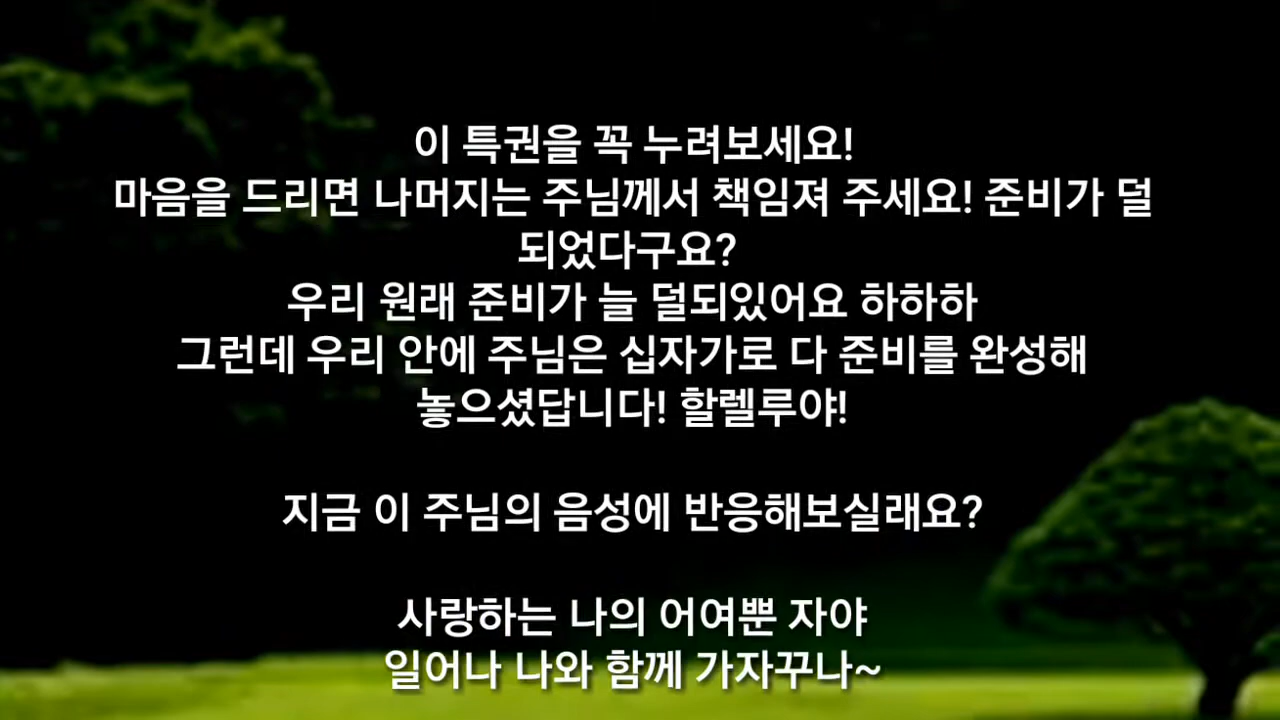 이 특권을 꼭 누려보세요!
마음을 드리면 나머지는 주님께서 책임져 주세요! 준비가 덜
되었다구요?
우리 원래 준비가 늘 덜되있어요 하하하
그런데 우리 안에 주님은 십자가로 다 준비를 완성해
놓으셨답니다! 할렐루야!
지금 이 주님의 음성에 반응해보실래요?
사랑하는 나의 어여뿐 자야
일어나 나와 함께 가자꾸나~